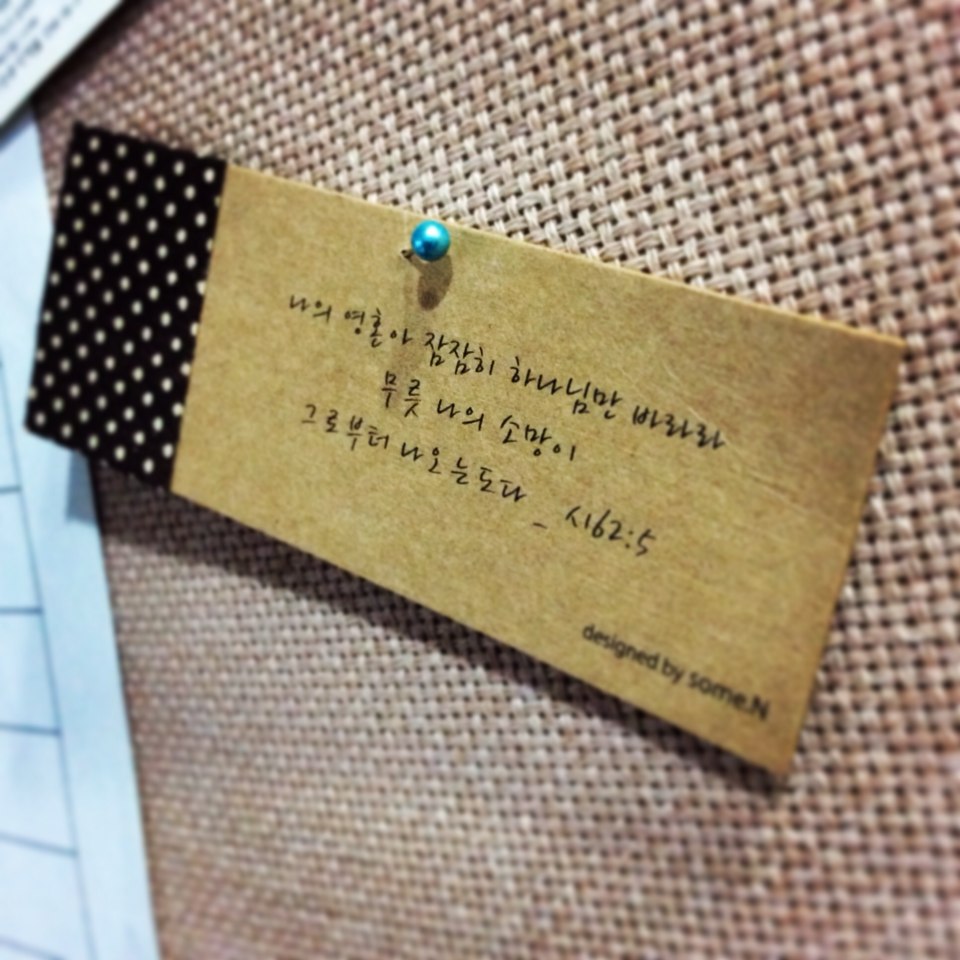 나의 영혼아 잠잠히 하나님만 바라라
무릇 나의 소망이
그로부터 나오는도다 _ 시62:5
designed by some.N